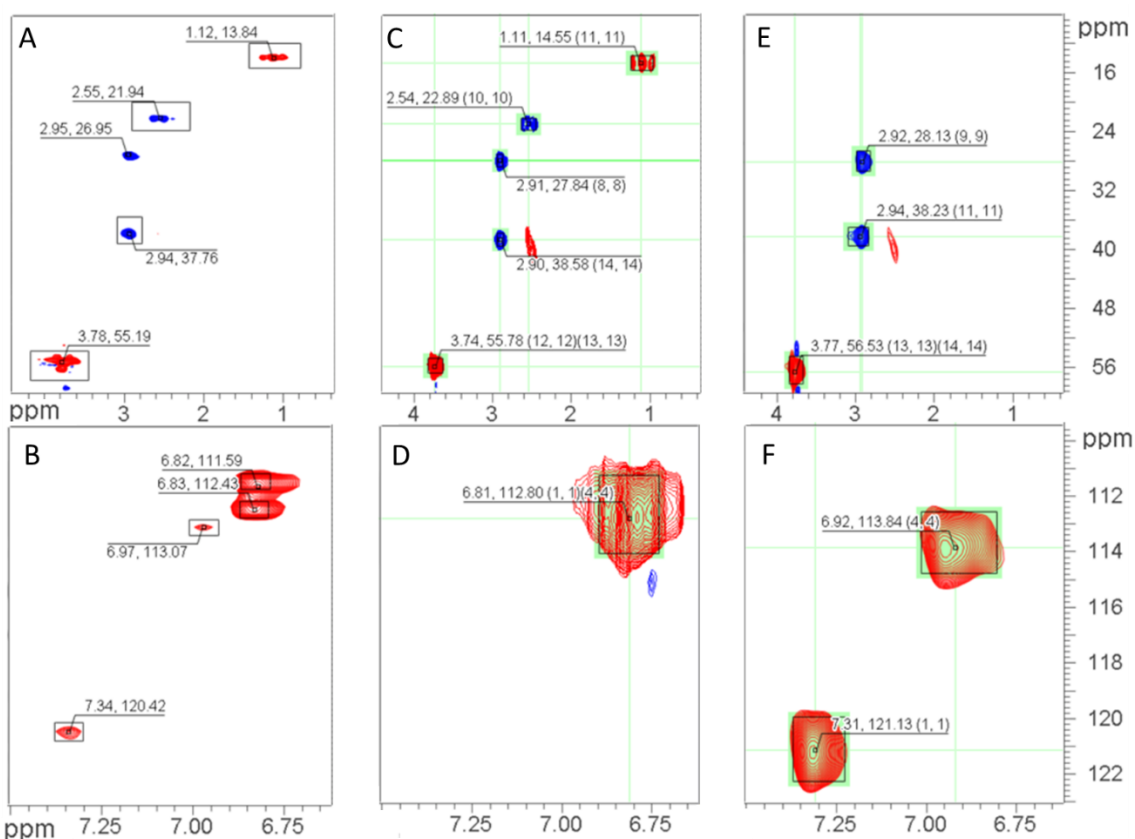 A
1.12, 13.84
2.55, 21.94
2.95, 26.95
2.94, 37.76
3.78, 55.19
ppm 3 2 1
C
1.11, 14.55 (11, 11)
2.54, 22.89 (10, 10)
2.91, 27.84 (8, 8)
2.90, 38.58 (14, 14)
3.74, 55.78 (12, 12)(13, 13)
4 3 2 1
E
2.92, 28.13 (9, 9)
2.94, 38.23 (11, 11)
3.77, 56.53 (13, 13)(14, 14)
4 3 2 1
ppm
16
24
32
40
48
56
B
6.82, 111.59
6.83, 112.43
6.97, 113.07
7.34, 120.42
ppm 7.25 7.00 6.75
D
6.81, 112.80 (1, 1)(4, 4)
7.25 7.00 6.75
F
6.92, 113.84 (4, 4)
7.31, 121.13 (1, 1)
7.25 7.00 6.75
ppm
112
114
116
118
120
122